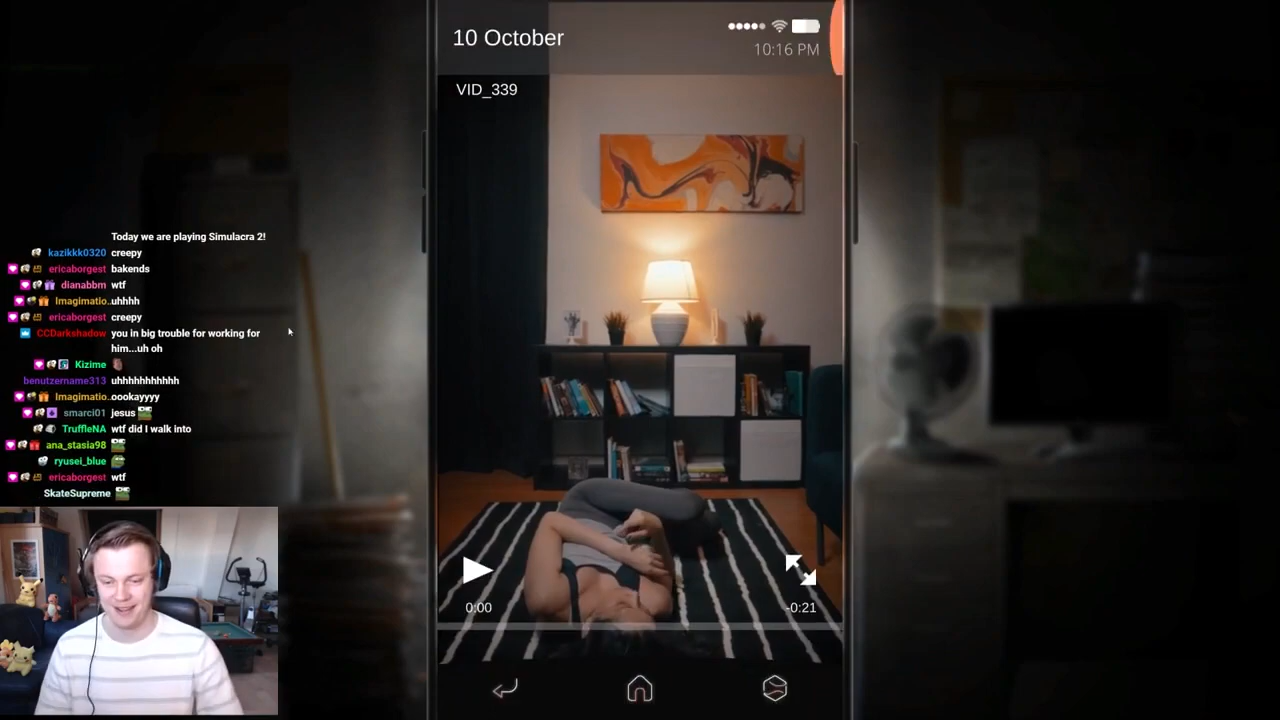 10 October
10:16 PM
VID_339
0:00
-0:21
Today we are playing Simulacra 2!
kazikkk0320 creepy
ericaborgest bakends
dianabbm wtf
Imagimatio.. uhhhh
ericaborgest creepy
CCDarkshadow you in big trouble for working for
him...uh oh
Kizime
benutzername313 uhhhhhhhhhhh
Imagimatio.. oookayyyy
smarci01 jesus
TruffleNA wtf did I walk into
ana_stasia98
ryusei_blue
ericaborgest wtf
SkateSupreme